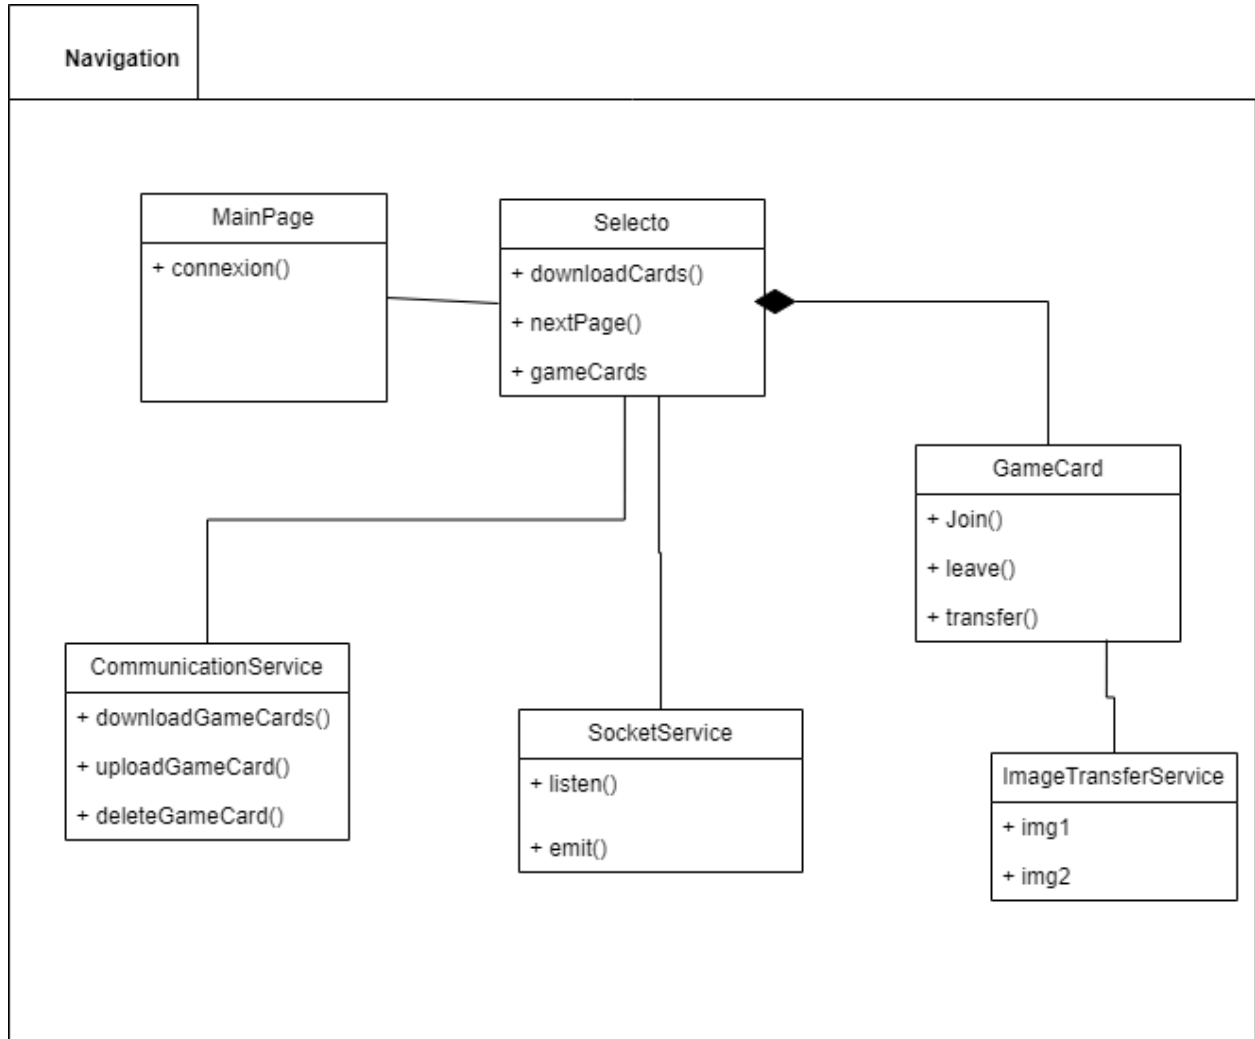 Navigation
MainPage
+ connexion()
Selecto
+ downloadCards()
+ nextPage()
+ gameCards
GameCard
+ Join()
+ leave()
+ transfer()
CommunicationService
+ downloadGameCards()
+ uploadGameCard()
+ deleteGameCard()
SocketService
+ listen()
+ emit()
ImageTransferService
+ img1
+ img2